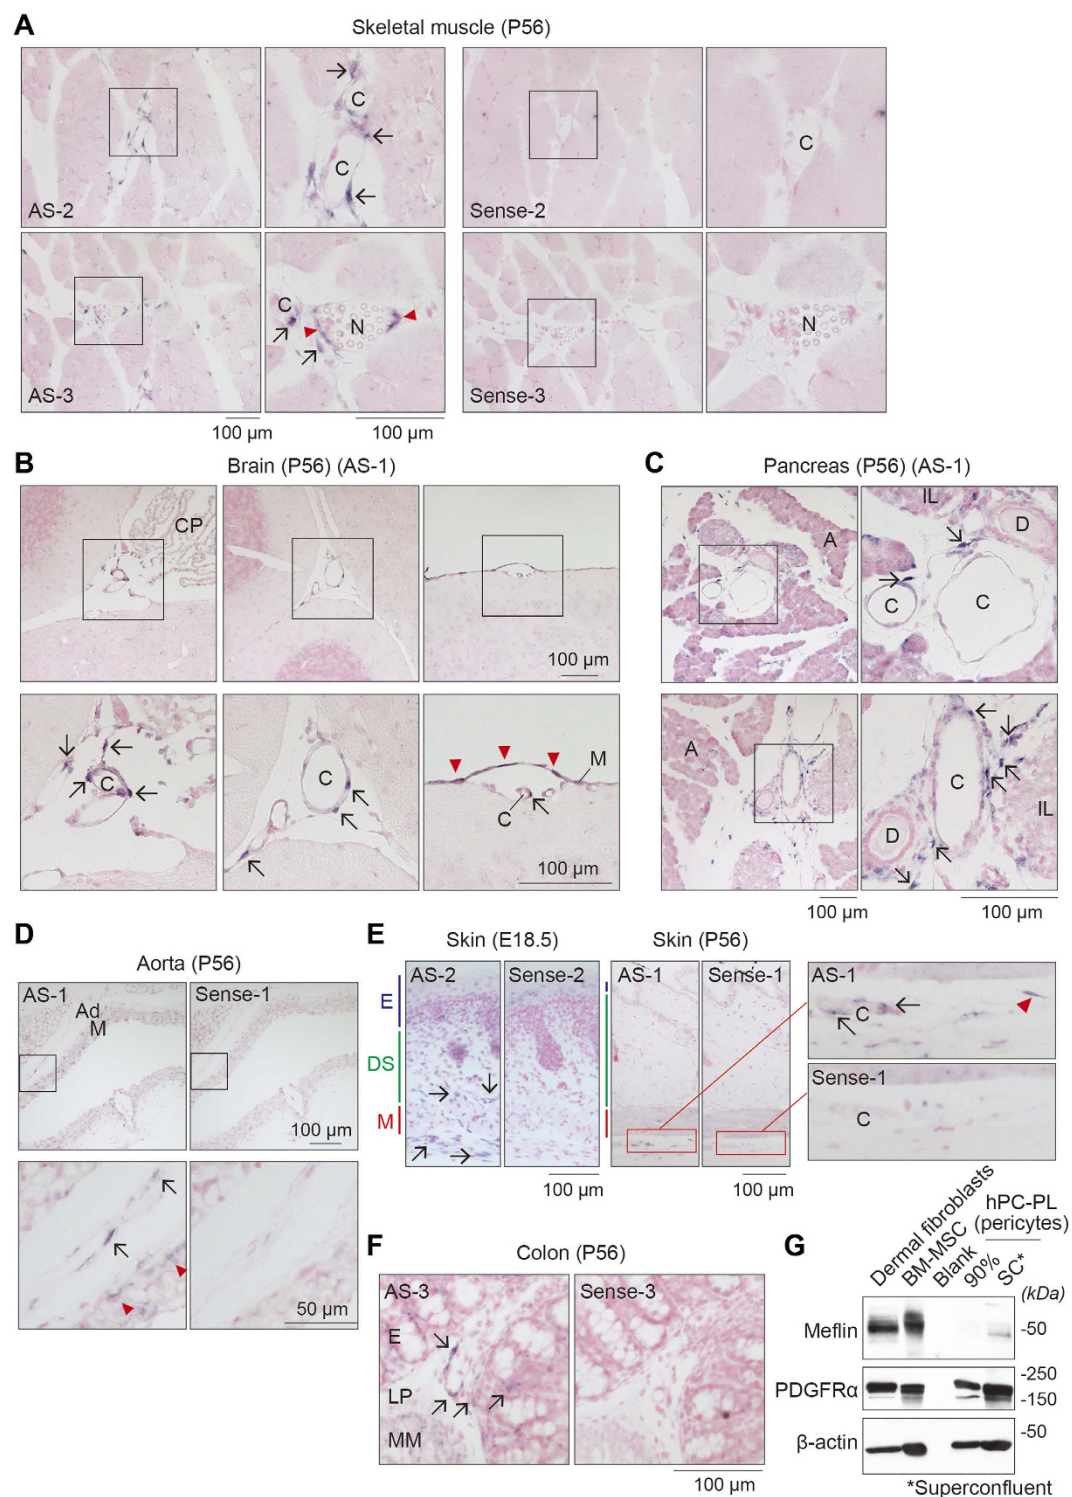 A
Skeletal muscle (P56)
C
C
AS-2
Sense-2
C
C
N
AS-3
Sense-3
N
100 µm
100 µm
B
Brain (P56) (AS-1)
CP
100 µm
C
C
M
C
100 µm
C
Pancreas (P56) (AS-1)
A
IL
D
C
C
A
C
IL
D
100 µm
100 µm
D
Aorta (P56)
AS-1
Sense-1
Ad
M
100 µm
50 µm
E
Skin (E18.5)
Skin (P56)
AS-2
Sense-2
AS-1
Sense-1
AS-1
E
DS
M
C
Sense-1
C
100 µm
100 µm
F
Colon (P56)
AS-3
Sense-3
E
LP
MM
100 µm
G
Dermal fibroblasts
BM-MSC
Blank
hPC-PL
(pericytes)
90%
SC*
(kDa)
Meflin
-50
PDGFRα
-250
-150
β-actin
-50
*Superconfluent